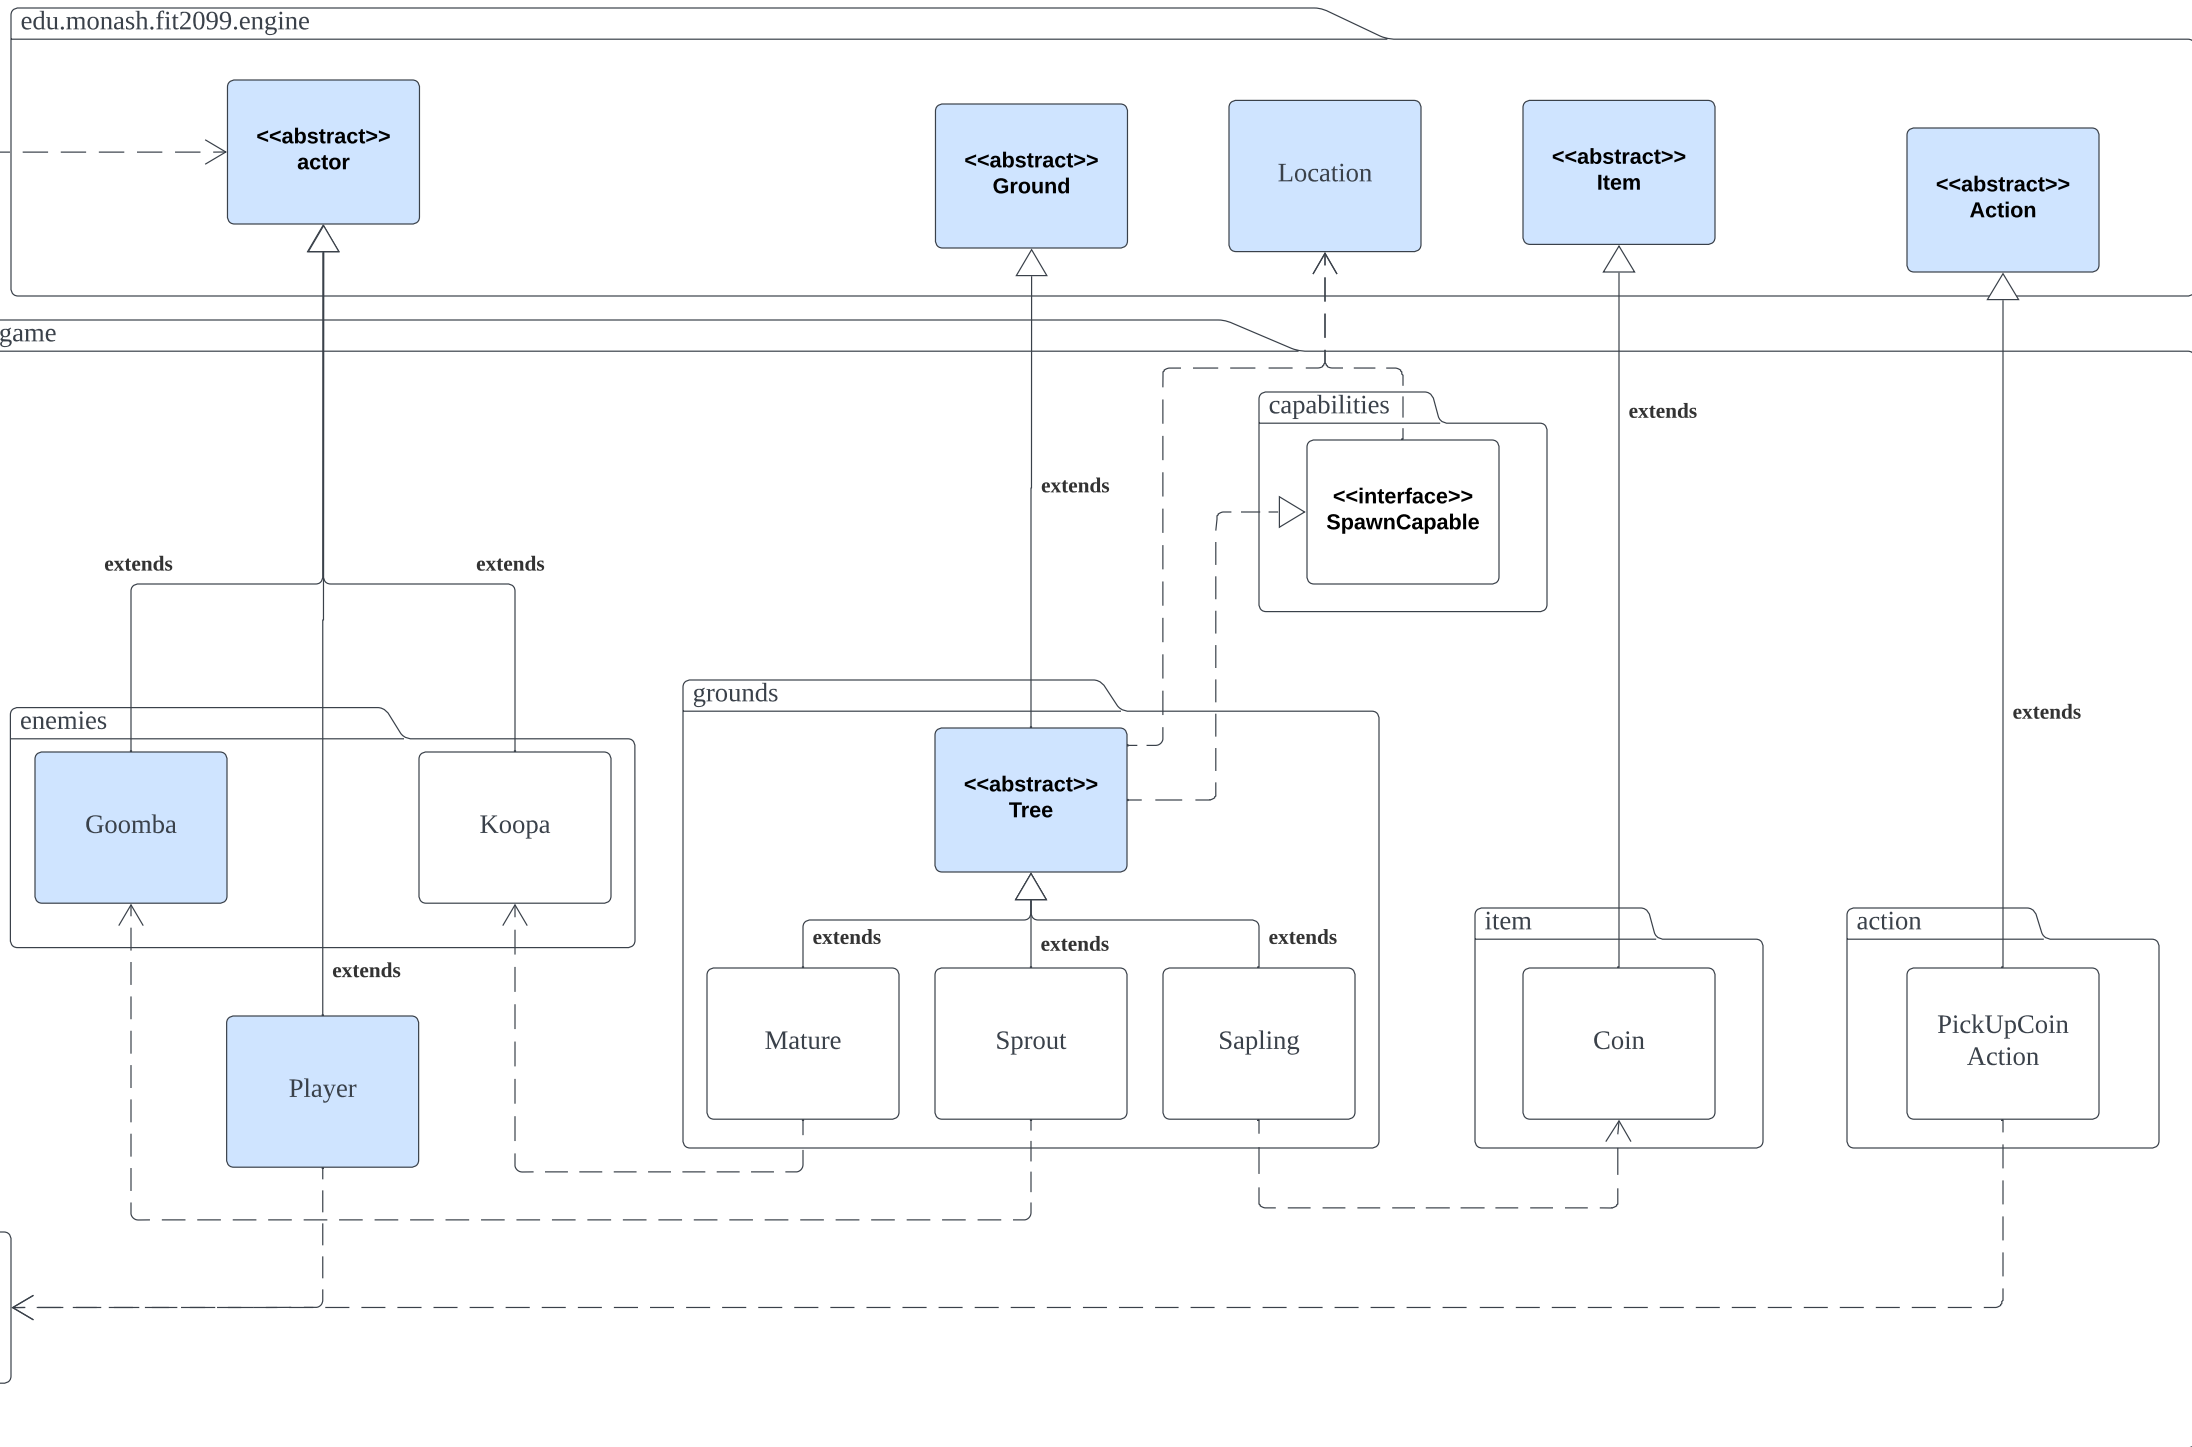 edu.monash.fit2099.engine
<<abstract>>
actor
<<abstract>>
Ground
Location
<<abstract>>
Item
<<abstract>>
Action
game
capabilities
extends
extends
<<interface>>
SpawnCapable
extends
extends
grounds
extends
enemies
<<abstract>>
Tree
Goomba
Koopa
item
action
extends
extends
extends
extends
Mature
Sprout
Sapling
Coin
PickUpCoin
Action
Player